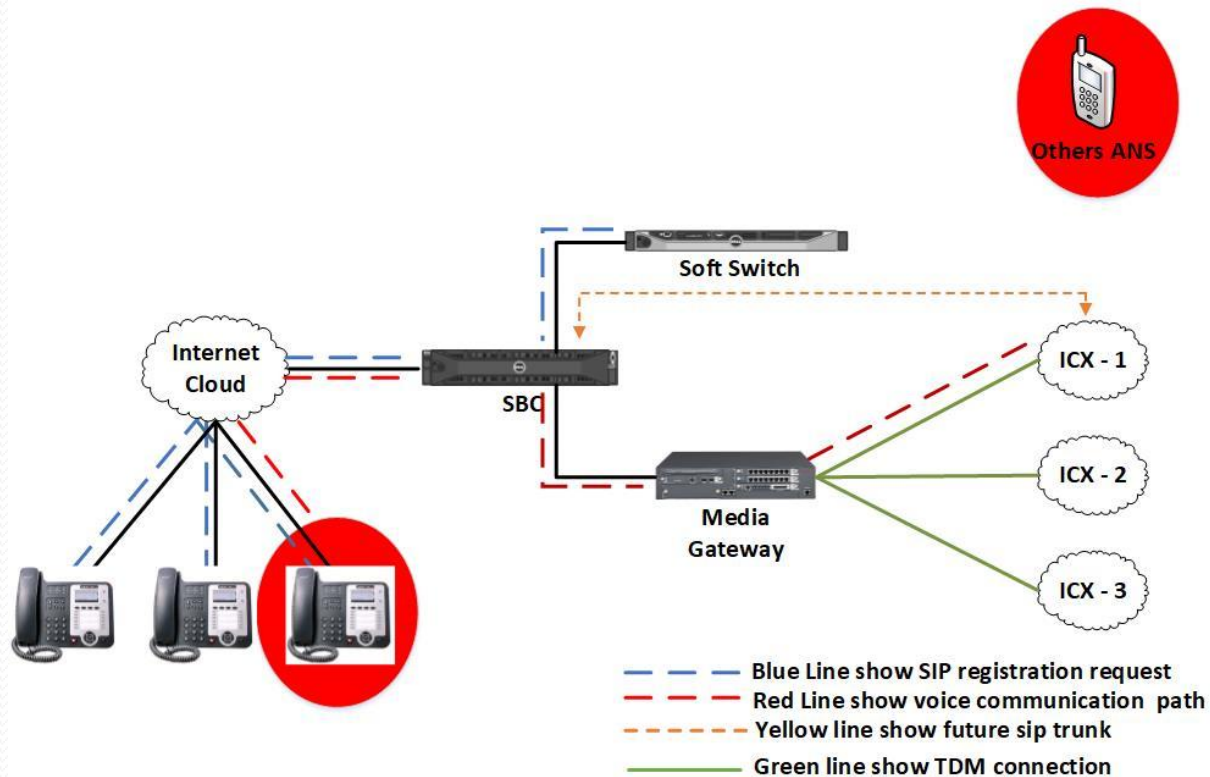 Others ANS
Soft Switch
Internet
Cloud
SBC
ICX - 1
ICX - 2
ICX - 3
Media
Gateway
Blue Line show SIP registration request
Red Line show voice communication path
Yellow line show future sip trunk
Green line show TDM connection